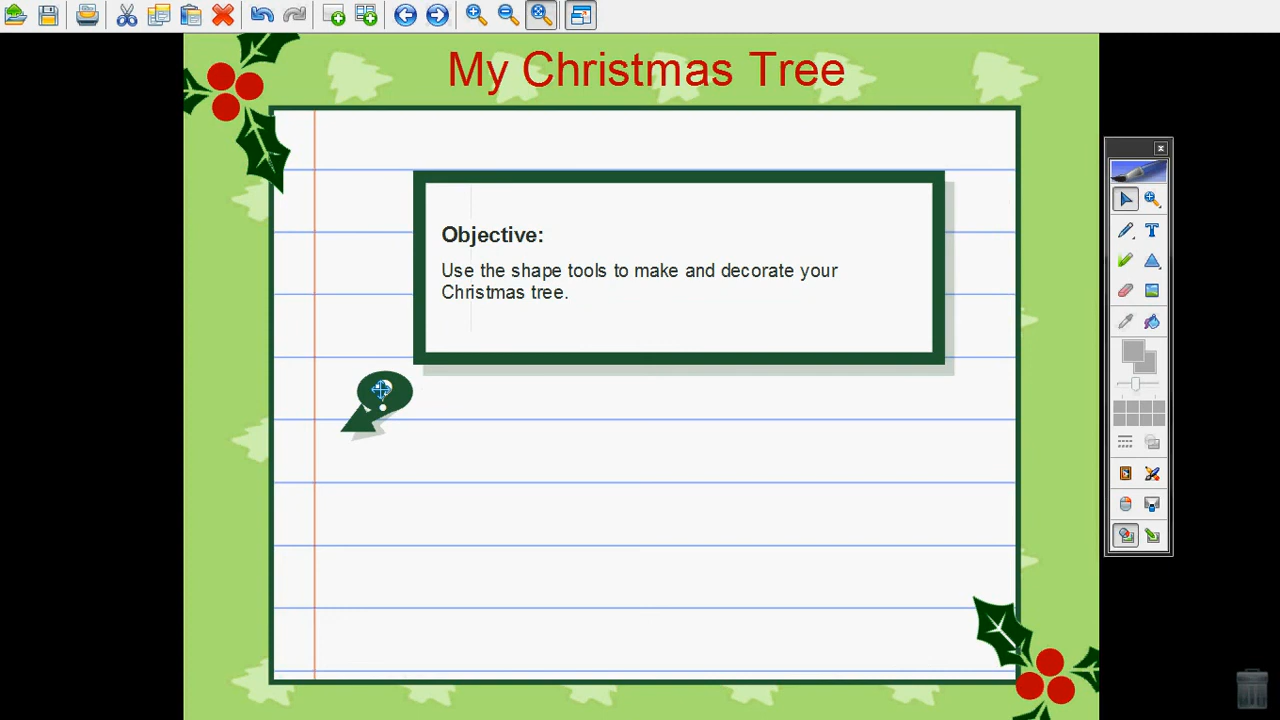 My Christmas Tree
Objective:
Use the shape tools to make and decorate your
Christmas tree.